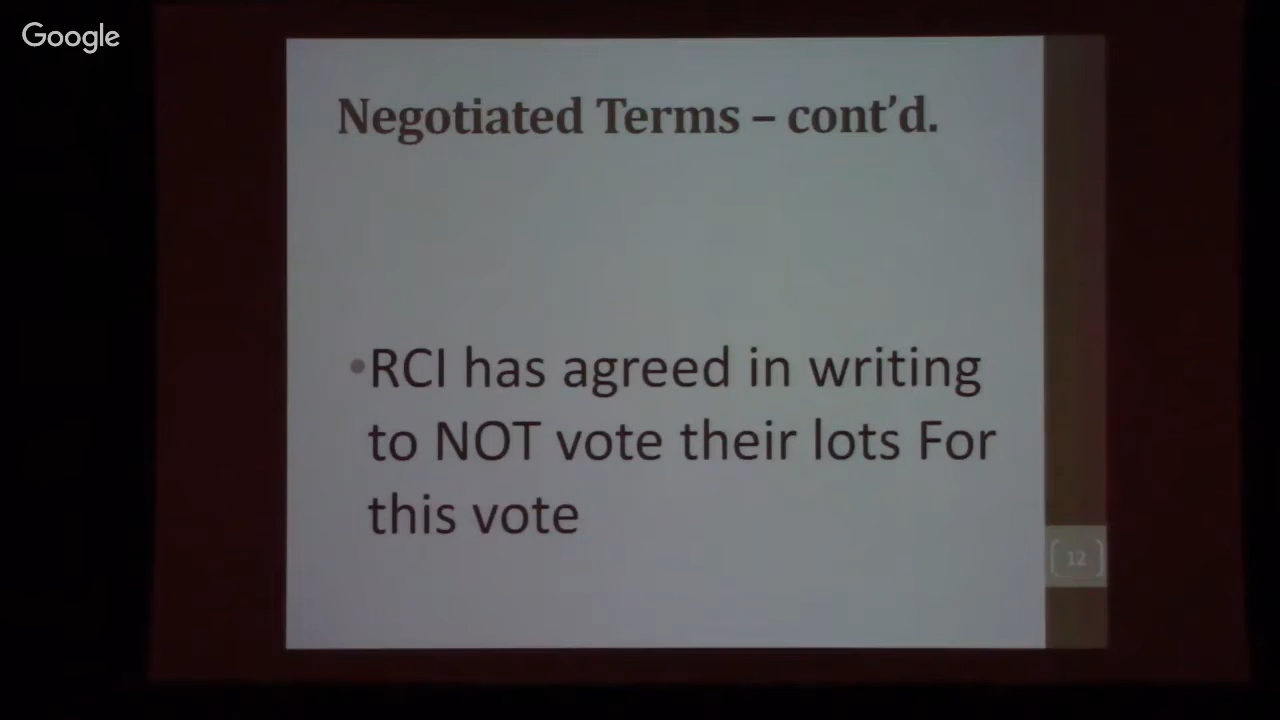 Google
Negotiated Terms – cont’d.
•RCI has agreed in writing
to NOT vote their lots For
this vote
12